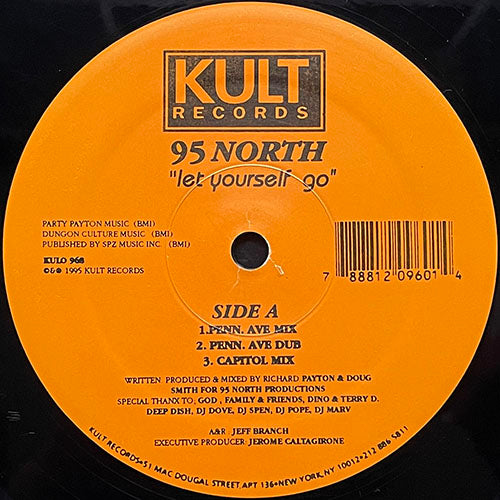 KULT
RECORDS
95 NORTH
"let yourself go"
PARTY PAYTON MUSIC (BMI)
DUNGON CULTURE MUSIC (BMI)
PUBLISHED BY SPZ MUSIC INC. (BMI)
KULO 968
©&℗ 1995 KULT RECORDS
7 88812 09601 4
SIDE A
1.PENN. AVE MIX
2. PENN. AVE DUB
3. CAPITOL MIX
WRITTEN PRODUCED & MIXED BY RICHARD PAYTON & DOUG
SMITH FOR 95 NORTH PRODUCTIONS
SPECIAL THANX TO; GOD , FAMILY & FRIENDS, DINO & TERRY D.
DEEP DISH, DJ DOVE, DJ SPEN, DJ POPE, DJ MARV
A&R: JEFF BRANCH
EXECUTIVE PRODUCER: JEROME CALTAGIRONE
KULT RECORDS•51 MAC DOUGAL STREET, APT 136•NEW YORK, NY 10012•212 886 5811